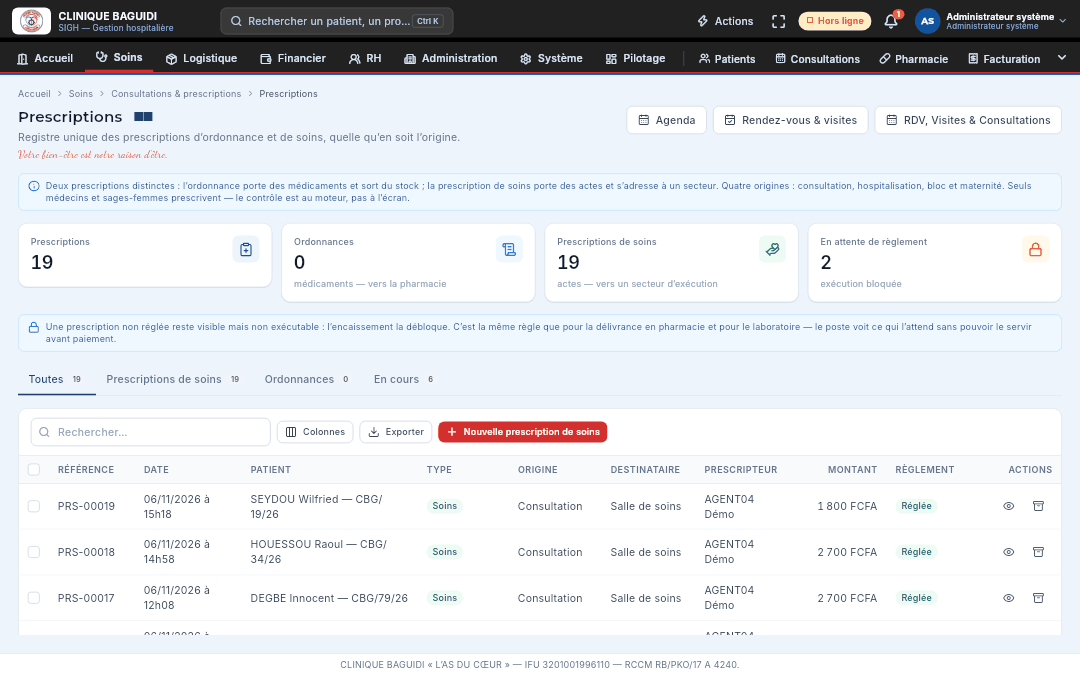 CLINIQUE BAGUIDI
SIGH — Gestion hospitalière
Rechercher un patient, un pro... Ctrl K
Actions
Hors ligne
1
AS
Administrateur système
Administrateur système
Accueil Soins Logistique Financier RH Administration Système Pilotage Patients Consultations Pharmacie Facturation
Accueil > Soins > Consultations & prescriptions > Prescriptions
Prescriptions
Registre unique des prescriptions d'ordonnance et de soins, quelle qu'en soit l'origine.
Votre bien-être est notre raison d'être.
Agenda
Rendez-vous & visites
RDV, Visites & Consultations
Deux prescriptions distinctes : l'ordonnance porte des médicaments et sort du stock ; la prescription de soins porte des actes et s'adresse à un secteur. Quatre origines : consultation, hospitalisation, bloc et maternité. Seuls
médecins et sages-femmes prescrivent — le contrôle est au moteur, pas à l'écran.
Prescriptions
19
Ordonnances
0
médicaments — vers la pharmacie
Prescriptions de soins
19
actes — vers un secteur d'exécution
En attente de règlement
2
exécution bloquée
Une prescription non réglée reste visible mais non exécutable : l'encaissement la débloque. C'est la même règle que pour la délivrance en pharmacie et pour le laboratoire — le poste voit ce qui l'attend sans pouvoir le servir
avant paiement.
Toutes 19 Prescriptions de soins 19 Ordonnances 0 En cours 6
Rechercher...
Colonnes
Exporter
+ Nouvelle prescription de soins
RÉFÉRENCE DATE PATIENT TYPE ORIGINE DESTINATAIRE PRESCRIPTEUR MONTANT RÈGLEMENT ACTIONS
PRS-00019 06/11/2026 à 15h18 SEYDOU Wilfried — CBG/19/26 Soins Consultation Salle de soins AGENT04 Démo 1 800 FCFA Réglée
PRS-00018 06/11/2026 à 14h58 HOUESSOU Raoul — CBG/34/26 Soins Consultation Salle de soins AGENT04 Démo 2 700 FCFA Réglée
PRS-00017 06/11/2026 à 12h08 DEGBE Innocent — CBG/79/26 Soins Consultation Salle de soins AGENT04 Démo 2 700 FCFA Réglée
CLINIQUE BAGUIDI « L'AS DU CŒUR » — IFU 3201001996110 — RCCM RB/PKO/17 A 4240.